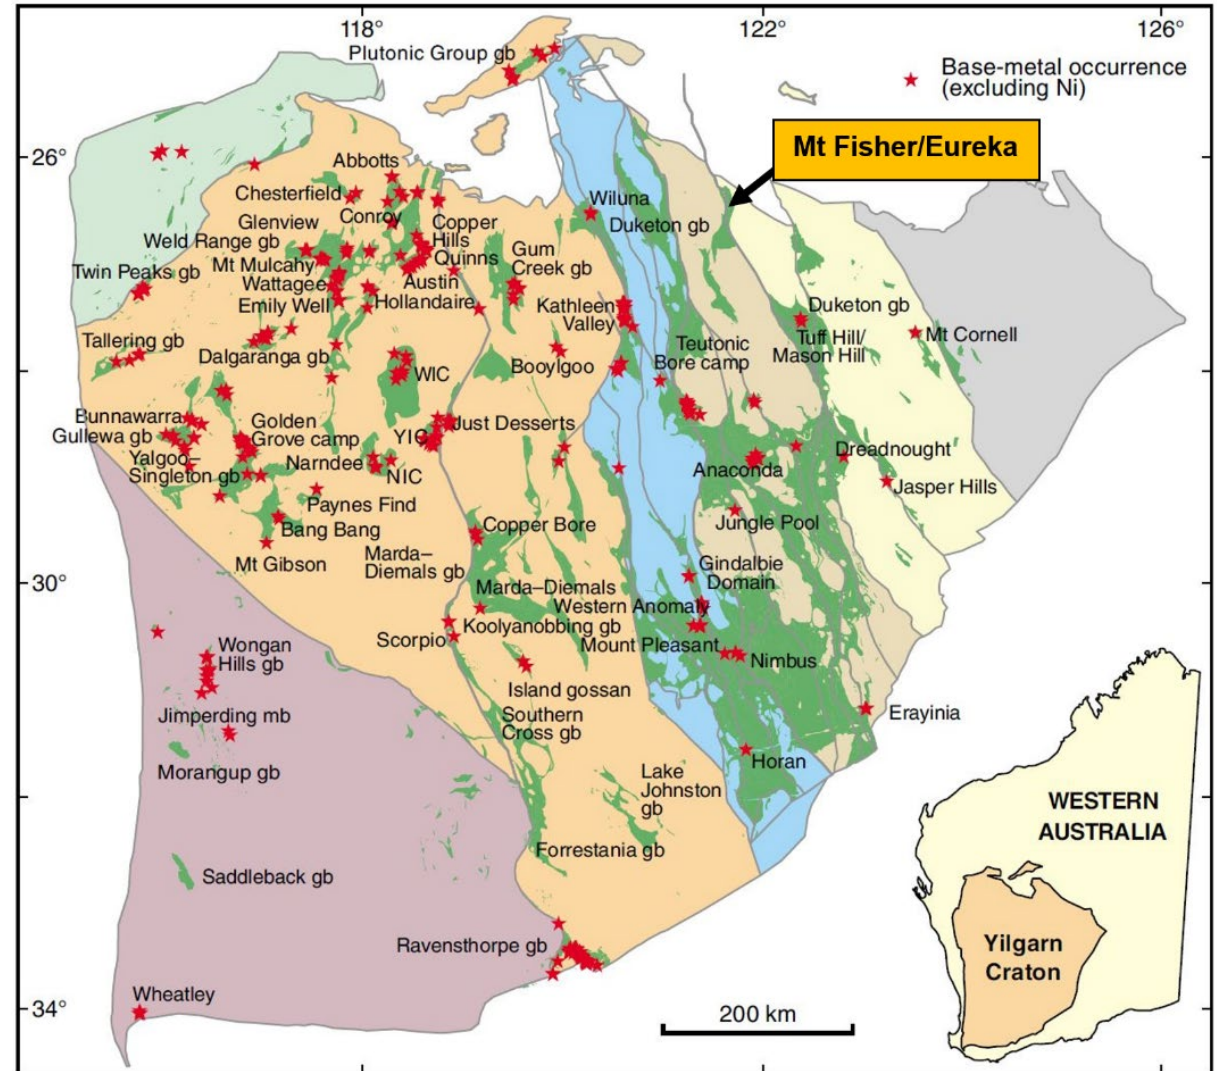 118°
122°
126°
Plutonic Group gb
Base-metal occurrence
(excluding Ni)
Mt Fisher/Eureka
26°
Abbotts
Chesterfield
Conroy
Glenview
Copper
Hills
Weld Range gb
Quinns
Mt Mulcahy
Wattagee
Austin
Twin Peaks gb
Emily Well
Hollandaire
Gum
Creek gb
Wiluna
Duketon gb
Kathleen
Valley
Duketon gb
Tuff Hill/
Mason Hill
Mt Cornell
Tallering gb
Dalgaranga gb
WIC
Booylgoo
Teutonic
Bore camp
Bunnawarra
Gullewa gb
Golden
Grove camp
YIC
Just Desserts
Yalgoo–
Singleton gb
Narndee
NIC
Anaconda
Dreadnought
Jasper Hills
Paynes Find
Bang Bang
Copper Bore
Jungle Pool
Mt Gibson
Marda–
Diemals gb
Gindalbie
Domain
30°
Marda–Diemals
Western Anomaly
Koolyanobbing gb
Scorpio
Mount Pleasant
Nimbus
Wongan
Hills gb
Island gossan
Jimperding mb
Southern
Cross gb
Erayinia
Morangup gb
Horan
Lake
Johnston
gb
WESTERN
AUSTRALIA
Forrestania gb
Saddleback gb
Ravensthorpe gb
Yilgarn
Craton
Wheatley
34°
200 km